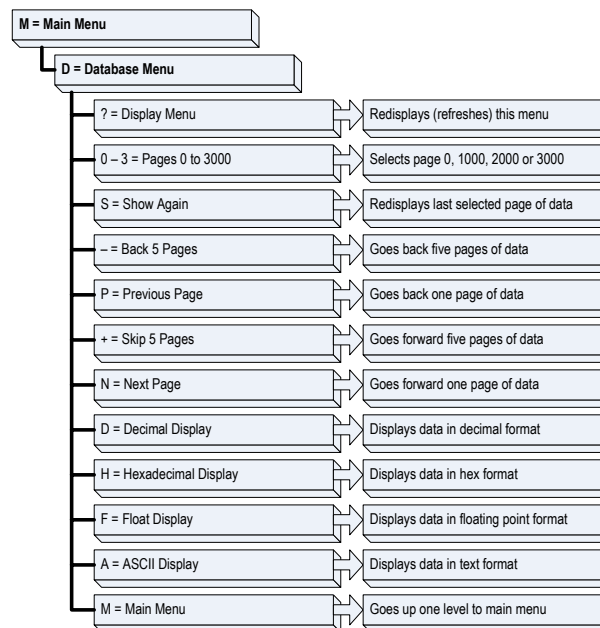 M = Main Menu
D = Database Menu
? = Display Menu
Redisplays (refreshes) this menu
0 – 3 = Pages 0 to 3000
Selects page 0, 1000, 2000 or 3000
S = Show Again
Redisplays last selected page of data
– = Back 5 Pages
Goes back five pages of data
P = Previous Page
Goes back one page of data
+ = Skip 5 Pages
Goes forward five pages of data
N = Next Page
Goes forward one page of data
D = Decimal Display
Displays data in decimal format
H = Hexadecimal Display
Displays data in hex format
F = Float Display
Displays data in floating point format
A = ASCII Display
Displays data in text format
M = Main Menu
Goes up one level to main menu